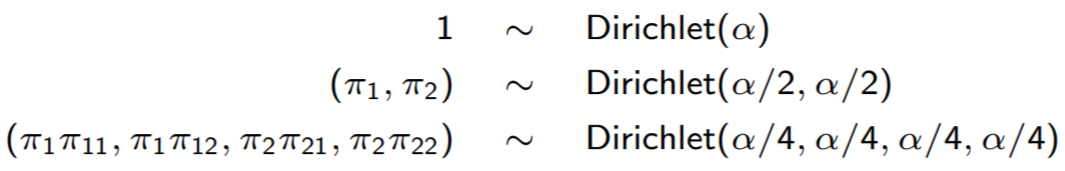 1 ∼ Dirichlet(α)
(π₁, π₂) ∼ Dirichlet(α/2, α/2)
(π₁π₁₁, π₁π₁₂, π₂π₂₁, π₂π₂₂) ∼ Dirichlet(α/4, α/4, α/4, α/4)